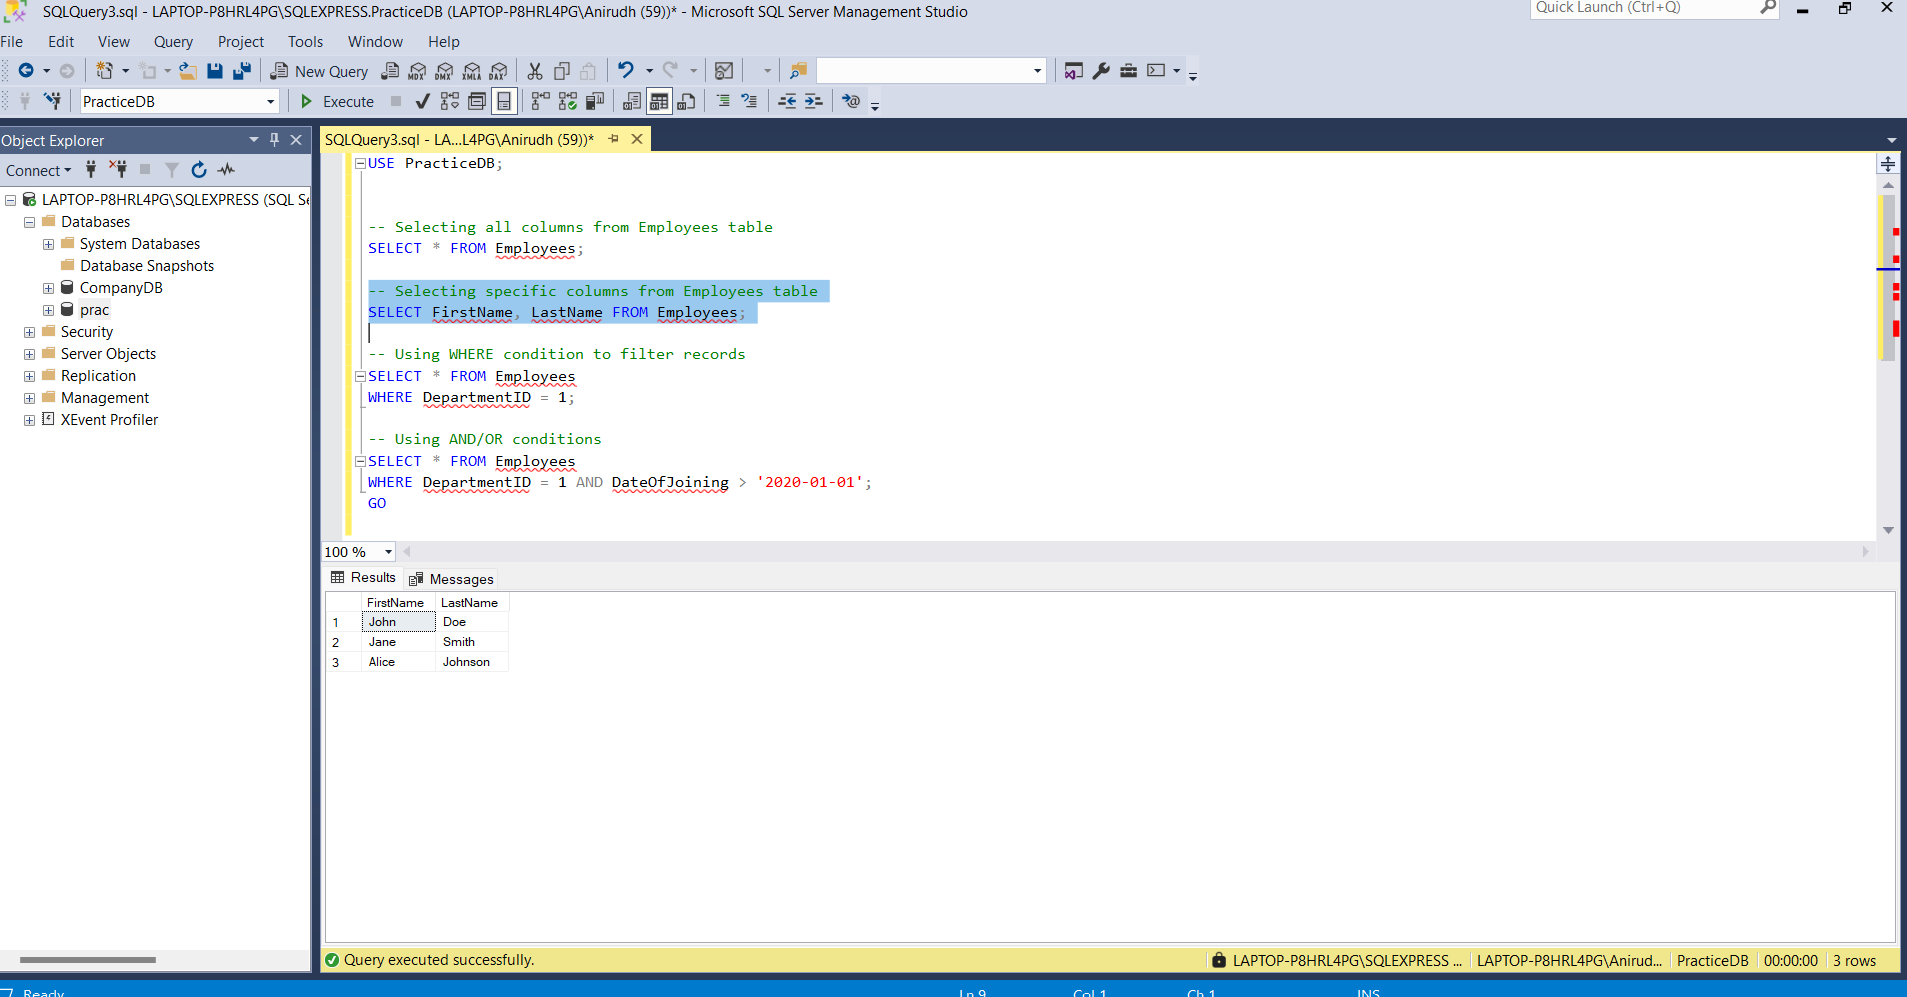 SQLQuery3.sql - LAPTOP-P8HRL4PG\SQLEXPRESS.PracticeDB (LAPTOP-P8HRL4PG\Anirudh (59))* - Microsoft SQL Server Management Studio
Quick Launch (Ctrl+Q)
File Edit View Query Project Tools Window Help
New Query MDX DMX XMLA DAX
PracticeDB Execute
Object Explorer
SQLQuery3.sql - LA...L4PG\Anirudh (59))*
Connect
LAPTOP-P8HRL4PG\SQLEXPRESS (SQL Se
Databases
System Databases
Database Snapshots
CompanyDB
prac
Security
Server Objects
Replication
Management
XEvent Profiler
USE PracticeDB;
-- Selecting all columns from Employees table
SELECT * FROM Employees;
-- Selecting specific columns from Employees table
SELECT FirstName, LastName FROM Employees;
-- Using WHERE condition to filter records
SELECT * FROM Employees
WHERE DepartmentID = 1;
-- Using AND/OR conditions
SELECT * FROM Employees
WHERE DepartmentID = 1 AND DateOfJoining > '2020-01-01';
GO
100 %
Results Messages
FirstName LastName
1 John Doe
2 Jane Smith
3 Alice Johnson
Query executed successfully.
LAPTOP-P8HRL4PG\SQLEXPRESS ... LAPTOP-P8HRL4PG\Anirud... PracticeDB 00:00:00 3 rows
Ready Ln 9 Col 1 Ch 1 INS